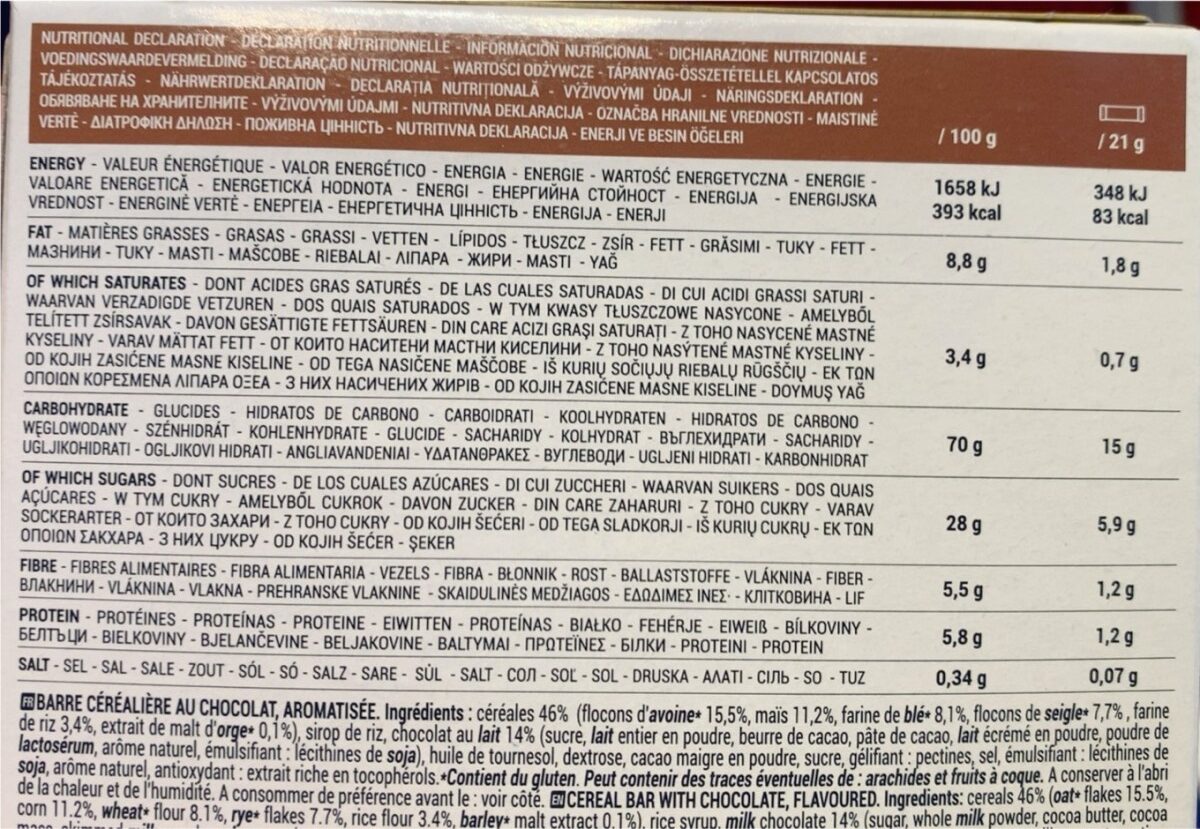 NUTRITIONAL DECLARATION - DÉCLARATION NUTRITIONNELLE - INFORMACIÓN NUTRICIONAL - DICHIARAZIONE NUTRIZIONALE -
VOEDINGSWAARDEVERMELDING - DECLARAÇÃO NUTRICIONAL - WARTOŚCI ODŻYWCZE - TÁPANYAG-ÖSSZETÉTELLEL KAPCSOLATOS
TÁJÉKOZTATÁS - NÄHRWERTDEKLARATION - DECLARAȚIA NUTRIȚIONALĂ - VÝŽIVOVÝMI ÚDAJI - NÄRINGSDEKLARATION -
ОБЯВЯВАНЕ НА ХРАНИТЕЛНИТЕ - VÝŽIVOVÝMI ÚDAJMI - NUTRITIVNA DEKLARACIJA - OZNAČBA HRANILNE VREDNOSTI - MAISTINĖ
VERTĖ - ΔΙΑΤΡΟΦΙΚΗ ΔΗΛΩΣΗ - ПОЖИВНА ЦІННІСТЬ - NUTRITIVNA DEKLARACIJA - ENERJI VE BESIN ÖĞELERI
/ 100 g
/ 21 g
ENERGY - VALEUR ÉNERGÉTIQUE - VALOR ENERGÉTICO - ENERGIA - ENERGIE - WARTOŚĆ ENERGETYCZNA - ENERGIE -
VALOARE ENERGETICĂ - ENERGETICKÁ HODNOTA - ENERGI - ЕНЕРГИЙНА СТОЙНОСТ - ENERGIJA - ENERGIJSKA
VREDNOST - ENERGINĖ VERTĖ - ΕΝΕΡΓΕΙΑ - ЕНЕРГЕТИЧНА ЦІННІСТЬ - ENERGIJA - ENERJI
1658 kJ
393 kcal
348 kJ
83 kcal
FAT - MATIÈRES GRASSES - GRASAS - GRASSI - VETTEN - LÍPIDOS - TŁUSZCZ - ZSÍR - FETT - GRĂSIMI - TUKY - FETT -
МАЗНИНИ - TUKY - MASTI - MAŠČOBE - RIEBALAI - ΛΙΠΑΡΑ - ЖИРИ - MASTI - YAĞ
8,8 g
1,8 g
OF WHICH SATURATES - DONT ACIDES GRAS SATURÉS - DE LAS CUALES SATURADAS - DI CUI ACIDI GRASSI SATURI -
WAARVAN VERZADIGDE VETZUREN - DOS QUAIS SATURADOS - W TYM KWASY TŁUSZCZOWE NASYCONE - AMELYBŐL
TELÍTETT ZSÍRSAVAK - DAVON GESÄTTIGTE FETTSÄUREN - DIN CARE ACIZI GRAȘI SATURAȚI - Z TOHO NASYCENÉ MASTNÉ
KYSELINY - VARAV MÄTTAT FETT - ОТ КОИТО НАСИТЕНИ МАСТНИ КИСЕЛИНИ - Z TOHO NASÝTENÉ MASTNÉ KYSELINY -
OD KOJIH ZASIĆENE MASNE KISELINE - OD TEGA NASIČENE MAŠČOBE - IŠ KURIŲ SOČIŲJŲ RIEBALŲ RŪGŠČIŲ - ΕΚ ΤΩΝ
ΟΠΟΙΩΝ ΚΟΡΕΣΜΕΝΑ ΛΙΠΑΡΑ ΟΞΕΑ - З НИХ НАСИЧЕНИХ ЖИРІВ - OD KOJIH ZASIĆENE MASNE KISELINE - DOYMUŞ YAĞ
3,4 g
0,7 g
CARBOHYDRATE - GLUCIDES - HIDRATOS DE CARBONO - CARBOIDRATI - KOOLHYDRATEN - HIDRATOS DE CARBONO -
WĘGLOWODANY - SZÉNHIDRÁT - KOHLENHYDRATE - GLUCIDE - SACHARIDY - KOLHYDRAT - ВЪГЛЕХИДРАТИ - SACHARIDY -
UGLJIKOHIDRATI - OGLJIKOVI HIDRATI - ANGLIAVANDENIAI - ΥΔΑΤΑΝΘΡΑΚΕΣ - ВУГЛЕВОДИ - UGLJENI HIDRATI - KARBONHIDRAT
70 g
15 g
OF WHICH SUGARS - DONT SUCRES - DE LOS CUALES AZÚCARES - DI CUI ZUCCHERI - WAARVAN SUIKERS - DOS QUAIS
AÇÚCARES - W TYM CUKRY - AMELYBŐL CUKROK - DAVON ZUCKER - DIN CARE ZAHARURI - Z TOHO CUKRY - VARAV
SOCKERARTER - ОТ КОИТО ЗАХАРИ - Z TOHO CUKRY - OD KOJIH ŠEĆERI - OD TEGA SLADKORJI - IŠ KURIŲ CUKRŲ - ΕΚ ΤΩΝ
ΟΠΟΙΩΝ ΣΑΚΧΑΡΑ - З НИХ ЦУКРУ - OD KOJIH ŠEĆER - ŞEKER
28 g
5,9 g
FIBRE - FIBRES ALIMENTAIRES - FIBRA ALIMENTARIA - VEZELS - FIBRA - BŁONNIK - ROST - BALLASTSTOFFE - VLÁKNINA - FIBER -
ВЛАКНИНИ - VLÁKNINA - VLAKNA - PREHRANSKE VLAKNINE - SKAIDULINĖS MEDŽIAGOS - ΕΔΩΔΙΜΕΣ ΙΝΕΣ - КЛІТКОВИНА - LIF
5,5 g
1,2 g
PROTEIN - PROTÉINES - PROTEÍNAS - PROTEINE - EIWITTEN - PROTEÍNAS - BIAŁKO - FEHÉRJE - EIWEIß - BÍLKOVINY -
БЕЛТЪЦИ - BIELKOVINY - BJELANČEVINE - BELJAKOVINE - BALTYMAI - ΠΡΩΤΕΪΝΕΣ - БІЛКИ - PROTEINI - PROTEIN
5,8 g
1,2 g
SALT - SEL - SAL - SALE - ZOUT - SÓL - SÓ - SALZ - SARE - SŮL - SALT - СОЛ - SOĽ - SOL - DRUSKA - ΑΛΑΤΙ - СІЛЬ - SO - TUZ
0,34 g
0,07 g
FR BARRE CÉRÉALIÈRE AU CHOCOLAT, AROMATISÉE. Ingrédients : céréales 46% (flocons d'avoine* 15,5%, maïs 11,2%, farine de blé* 8,1%, flocons de seigle* 7,7% , farine
de riz 3,4%, extrait de malt d'orge* 0,1%), sirop de riz, chocolat au lait 14% (sucre, lait entier en poudre, beurre de cacao, pâte de cacao, lait écrémé en poudre, poudre de
lactosérum, arôme naturel, émulsifiant : lécithines de soja), huile de tournesol, dextrose, cacao maigre en poudre, sucre, gélifiant : pectines, sel, émulsifiant : lécithines de
soja, arôme naturel, antioxydant : extrait riche en tocophérols.*Contient du gluten. Peut contenir des traces éventuelles de : arachides et fruits à coque. A conserver à l'abri
de la chaleur et de l'humidité. A consommer de préférence avant le : voir côté. EN CEREAL BAR WITH CHOCOLATE, FLAVOURED. Ingredients: cereals 46% (oat* flakes 15.5%,
corn 11.2%, wheat* flour 8.1%, rye* flakes 7.7%, rice flour 3.4%, barley* malt extract 0.1%), rice syrup, milk chocolate 14% (sugar, whole milk powder, cocoa butter, cocoa